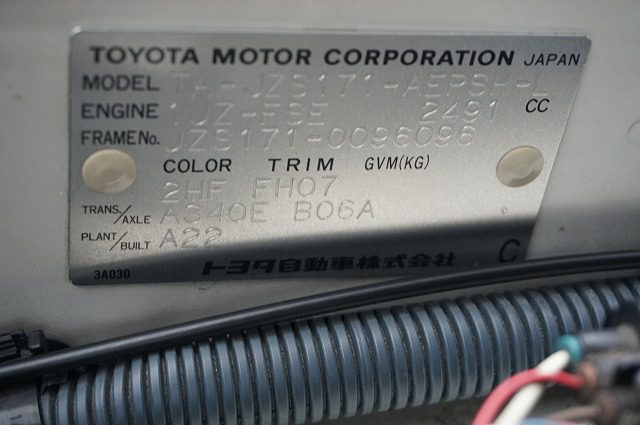 TOYOTA MOTOR CORPORATION JAPAN
MODEL TA-JZS171-AEPSH-L
ENGINE 1JZ-FSE 2491 CC
FRAME No. JZS171-0096096
COLOR TRIM GVM(KG)
2HF FH07
TRANS./AXLE A340E B06A
PLANT/BUILT A22
3A030 トヨタ自動車株式会社 C